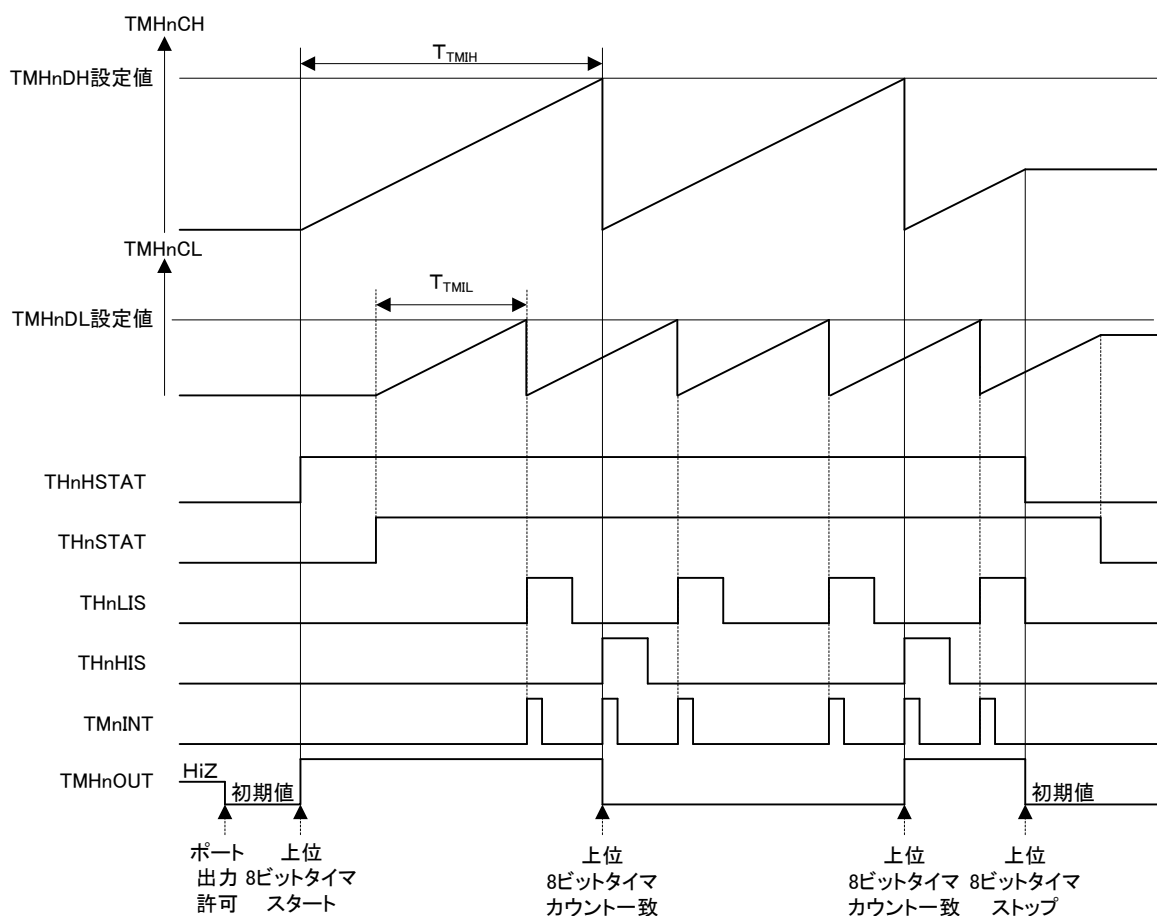 TMHnCH
TTMIH
TMHnDH設定値
TMHnCL
TTMIL
TMHnDL設定値
THnHSTAT
THnSTAT
THnLIS
THnHIS
TMnINT
TMHnOUT
HiZ
初期値
初期値
ポート
出力
許可
上位
8ビットタイマ
スタート
上位
8ビットタイマ
カウント一致
上位
8ビットタイマ
カウント一致
上位
8ビットタイマ
ストップ